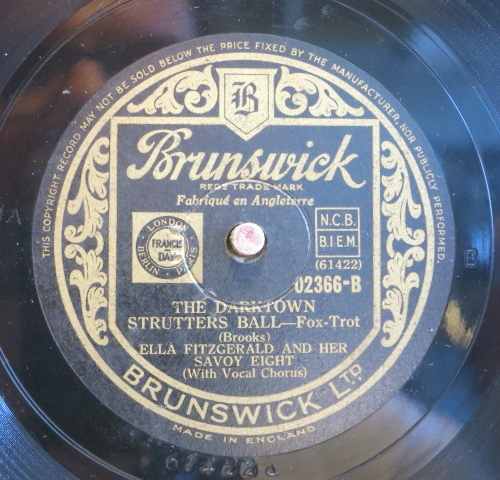 THIS COPYRIGHT RECORD MAY NOT BE SOLD BELOW THE PRICE FIXED BY THE MANUFACTURER, NOR PUBLICLY PERFORMED.
B
Brunswick
REGD TRADE MARK
Fabriqué en Angleterre
LONDON
FRANCIS
DAY
BERLIN - PARIS
N.C.B.
B.I.E.M.
(61422)
02366-B
THE DARKTOWN
STRUTTERS BALL—Fox-Trot
(Brooks)
ELLA FITZGERALD AND HER
SAVOY EIGHT
(With Vocal Chorus)
BRUNSWICK LTD.
MADE IN ENGLAND